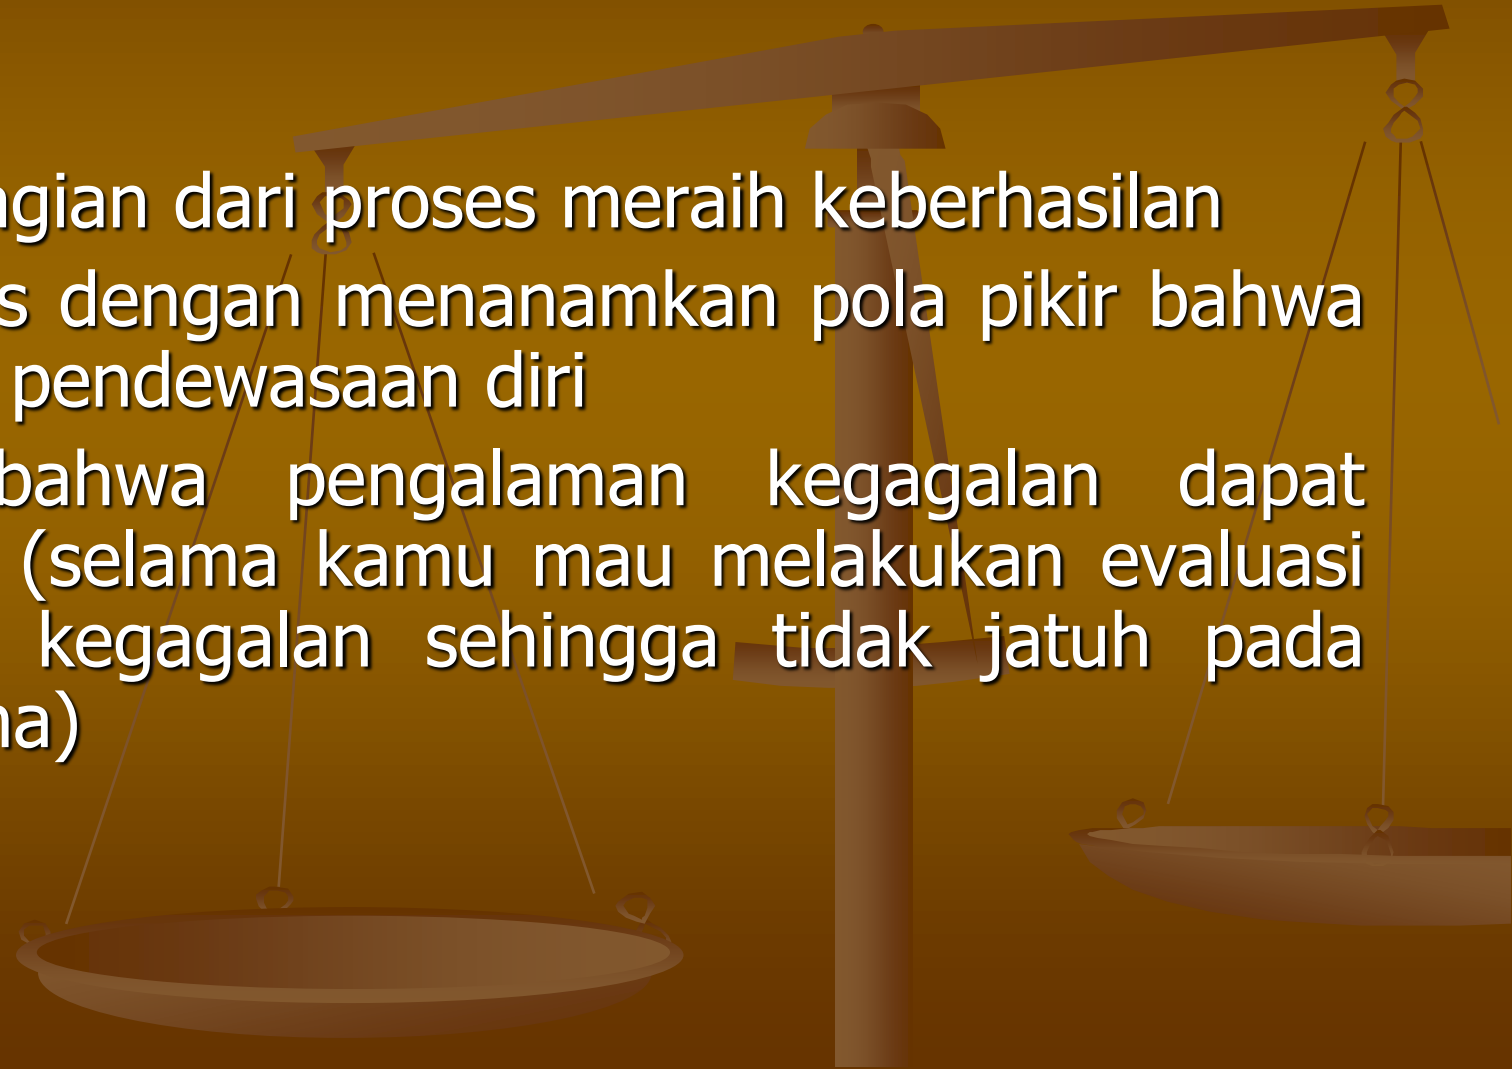 agian dari proses meraih keberhasilan
s dengan menanamkan pola pikir bahwa
pendewasaan diri
bahwa pengalaman kegagalan dapat
(selama kamu mau melakukan evaluasi
kegagalan sehingga tidak jatuh pada
na)